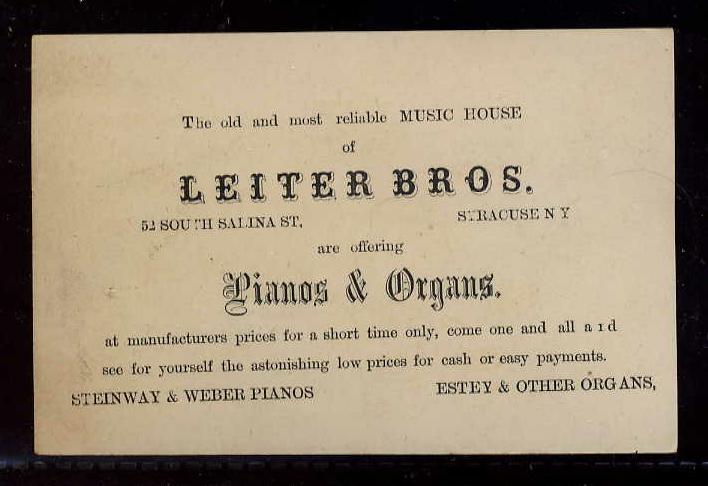 The old and most reliable MUSIC HOUSE
of
LEITER BROS.
52 SOUTH SALINA ST,    SYRACUSE N Y
are offering
Pianos & Organs.
at manufacturers prices for a short time only, come one and all and
see for yourself the astonishing low prices for cash or easy payments.
STEINWAY & WEBER PIANOS    ESTEY & OTHER ORGANS,